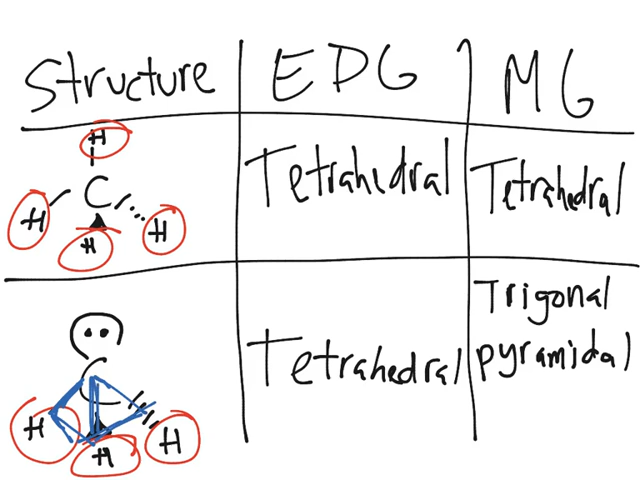 Structure EDG MG
H
C
H H
H
Tetrahedral Tetrahedral
Trigonal
pyramidal
Tetrahedral
H H
H